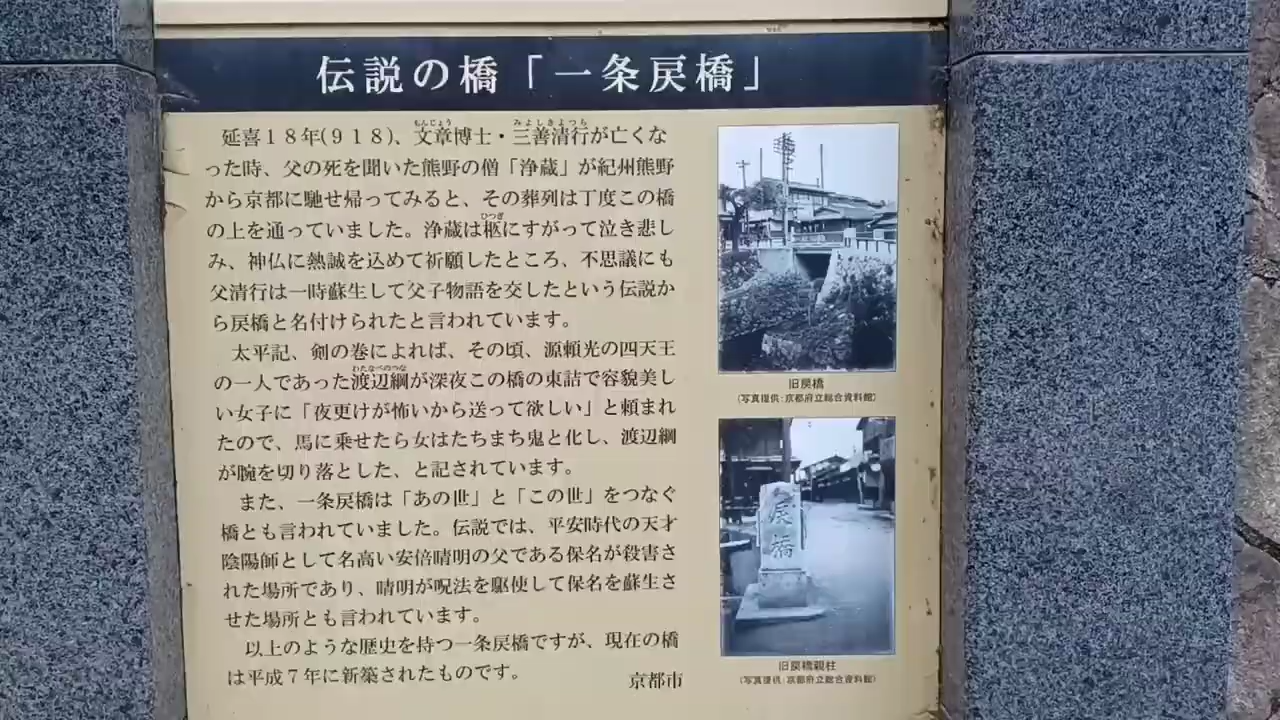 伝説の橋「一条戻橋」
延喜18年(918)、文章博士・三善清行が亡くな
った時、父の死を聞いた熊野の僧「浄蔵」が紀州熊野
から京都に馳せ帰ってみると、その葬列は丁度この橋
の上を通っていました。浄蔵は柩にすがって泣き悲し
み、神仏に熱誠を込めて祈願したところ、不思議にも
父清行は一時蘇生して父子物語を交したという伝説か
ら戻橋と名付けられたと言われています。
太平記、剣の巻によれば、その頃、源頼光の四天王
の一人であった渡辺綱が深夜この橋の東詰で容貌美し
い女子に「夜更けが怖いから送って欲しい」と頼まれ
たので、馬に乗せたら女はたちまち鬼と化し、渡辺綱
が腕を切り落とした、と記されています。
また、一条戻橋は「あの世」と「この世」をつなぐ
橋とも言われていました。伝説では、平安時代の天才
陰陽師として名高い安倍晴明の父である保名が殺害さ
れた場所であり、晴明が呪法を駆使して保名を蘇生さ
せた場所とも言われています。
以上のような歴史を持つ一条戻橋ですが、現在の橋
は平成7年に新築されたものです。
京都市
旧戻橋
(写真提供:京都府立総合資料館)
戻橋
旧戻橋親柱
(写真提供:京都府立総合資料館)